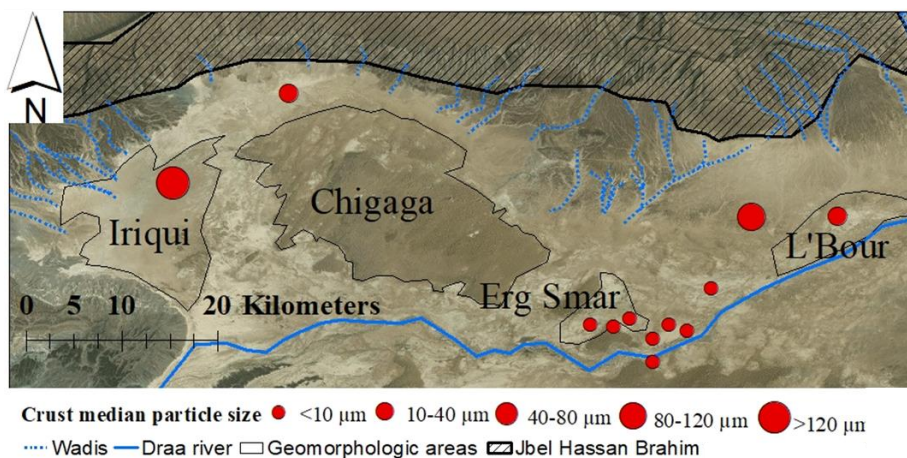 N
Chigaga
Iriqui
L'Bour
Erg Smar
0 5 10 20 Kilometers
Crust median particle size <10 µm 10-40 µm 40-80 µm 80-120 µm >120 µm
Wadis Draa river Geomorphologic areas Jbel Hassan Brahim